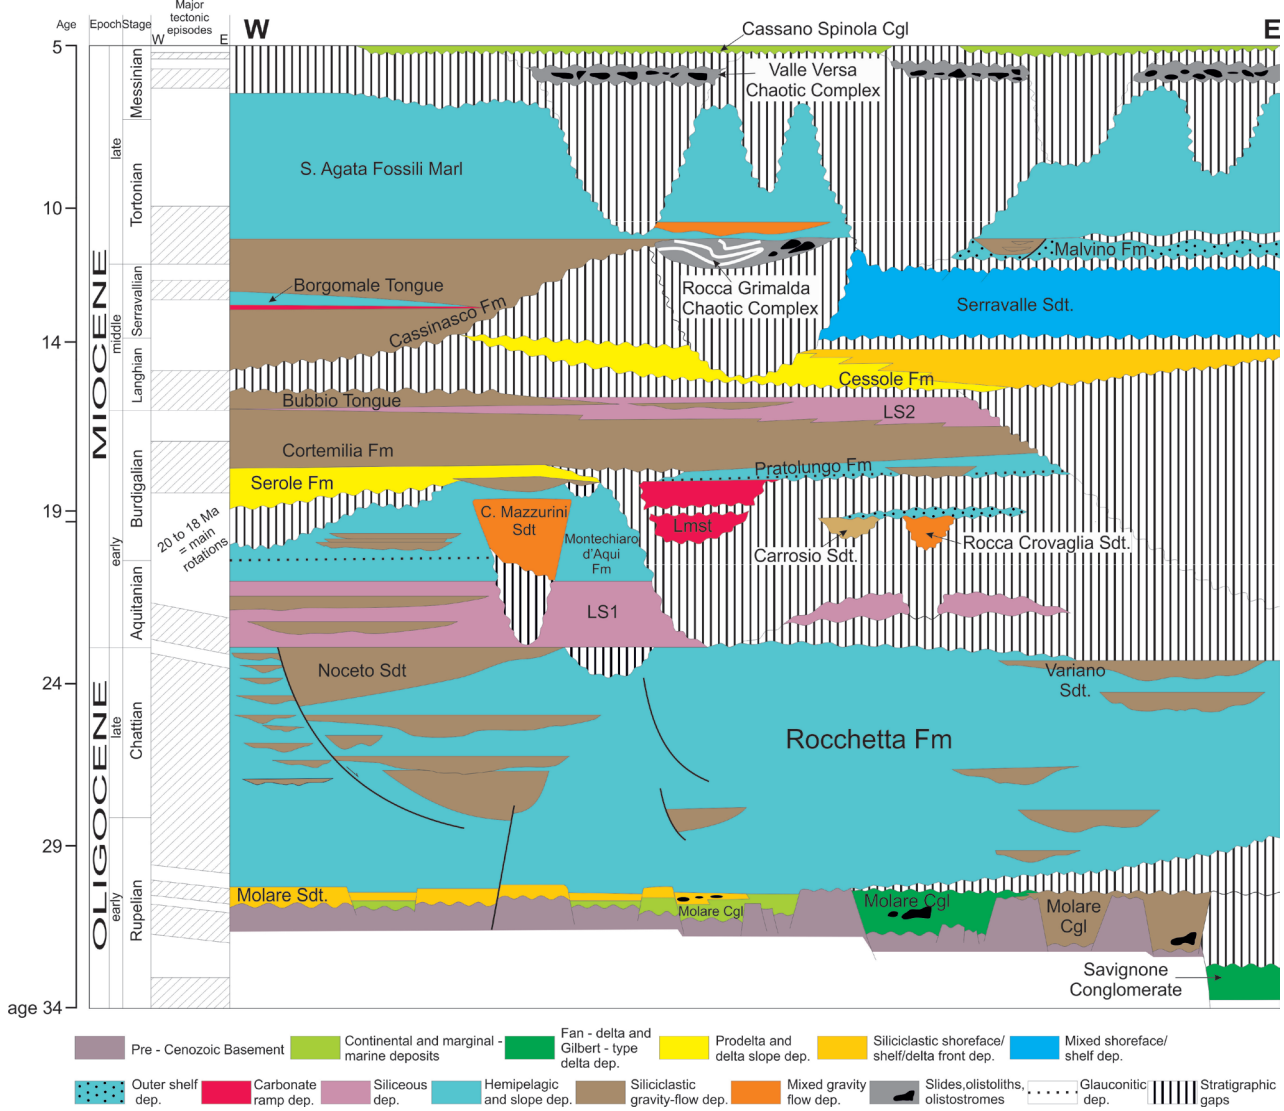 Major
tectonic
episodes
Age
Epoch
Stage
W
E
W
E
5
10
14
19
24
29
age 34
MIOCENE
OLIGOCENE
late
middle
early
late
early
Messinian
Tortonian
Serravallian
Langhian
Burdigalian
Aquitanian
Chattian
Rupelian
20 to 18 Ma
= main
rotations
Cassano Spinola Cgl
Valle Versa
Chaotic Complex
S. Agata Fossili Marl
Malvino Fm
Borgomale Tongue
Rocca Grimalda
Chaotic Complex
Serravalle Sdt.
Cassinasco Fm
Cessole Fm
Bubbio Tongue
LS2
Cortemilia Fm
Pratolungo Fm
Serole Fm
C. Mazzurini
Sdt
Lmst
Montechiaro
d'Aqui
Fm
Carrosio Sdt.
Rocca Crovaglia Sdt.
LS1
Noceto Sdt
Variano
Sdt.
Rocchetta Fm
Molare Sdt.
Molare Cgl
Molare Cgl
Molare
Cgl
Savignone
Conglomerate
Pre - Cenozoic Basement
Continental and marginal -
marine deposits
Fan - delta and
Gilbert - type
delta dep.
Prodelta and
delta slope dep.
Siliciclastic shoreface/
shelf/delta front dep.
Mixed shoreface/
shelf dep.
Outer shelf
dep.
Carbonate
ramp dep.
Siliceous
dep.
Hemipelagic
and slope dep.
Siliciclastic
gravity-flow dep.
Mixed gravity
flow dep.
Slides,olistoliths,
olistostromes
Glauconitic
dep.
Stratigraphic
gaps